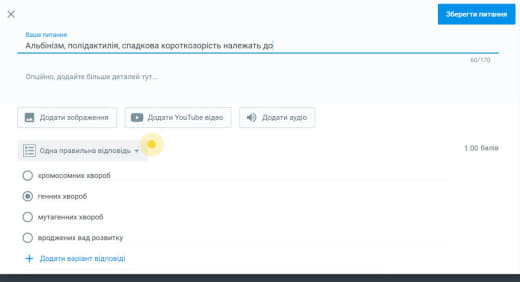 Зберегти питання
Ваше питання
Альбінізм, полідактилія, спадкова короткозорість належать до
60/170
Опційно, додайте більше деталей тут...
Додати зображення
Додати YouTube відео
Додати аудіо
Одна правильна відповідь
1.00 балів
хромосомних хвороб
генних хвороб
мутагенних хвороб
вроджених вад розвитку
+ Додати варіант відповіді